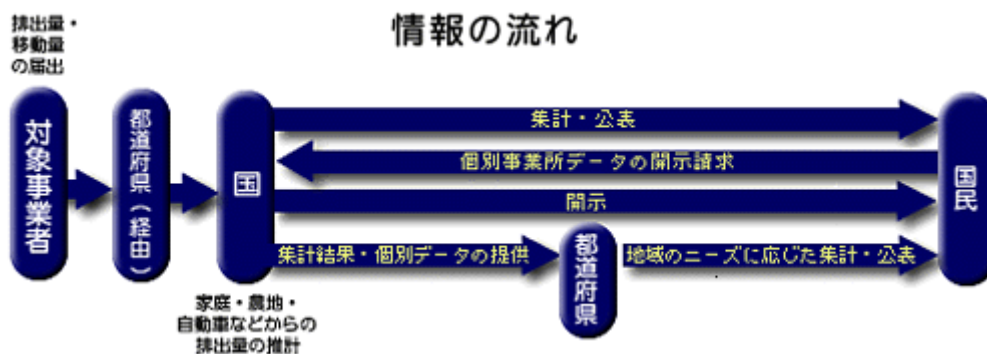 情報の流れ
排出量・
移動量
の届出
対象事業者
都道府県（経由）
国
集計・公表
個別事業所データの開示請求
開示
集計結果・個別データの提供
都道府県
地域のニーズに応じた集計・公表
国民
家庭・農地・
自動車などからの
排出量の推計